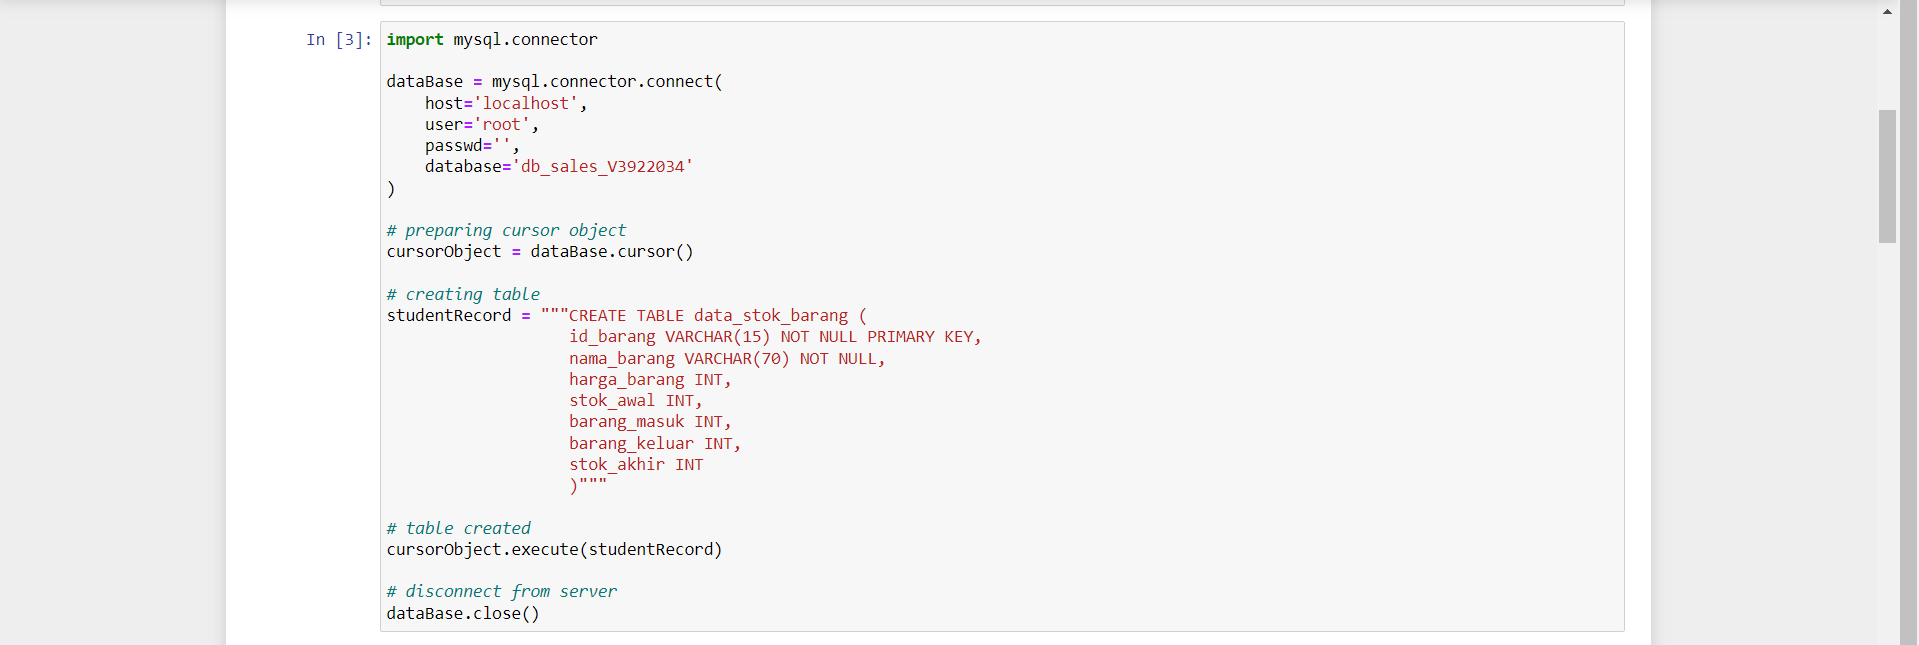 In [3]: import mysql.connector
dataBase = mysql.connector.connect(
host='localhost',
user='root',
passwd='',
database='db_sales_V3922034'
)
# preparing cursor object
cursorObject = dataBase.cursor()
# creating table
studentRecord = """CREATE TABLE data_stok_barang (
id_barang VARCHAR(15) NOT NULL PRIMARY KEY,
nama_barang VARCHAR(70) NOT NULL,
harga_barang INT,
stok_awal INT,
barang_masuk INT,
barang_keluar INT,
stok_akhir INT
)"""
# table created
cursorObject.execute(studentRecord)
# disconnect from server
dataBase.close()